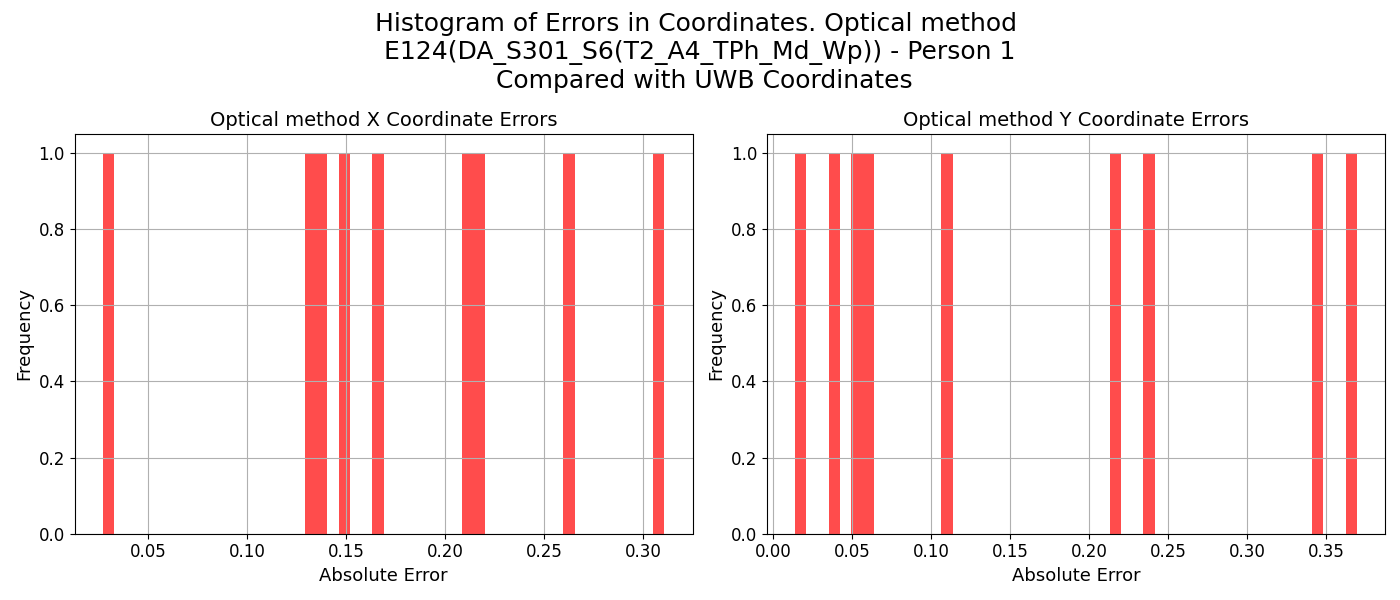 Histogram of Errors in Coordinates. Optical method
E124(DA_S301_S6(T2_A4_TPh_Md_Wp)) - Person 1
Compared with UWB Coordinates
Optical method X Coordinate Errors
Frequency
1.0
0.8
0.6
0.4
0.2
0.0
0.05 0.10 0.15 0.20 0.25 0.30
Absolute Error
Optical method Y Coordinate Errors
Frequency
1.0
0.8
0.6
0.4
0.2
0.0
0.00 0.05 0.10 0.15 0.20 0.25 0.30 0.35
Absolute Error